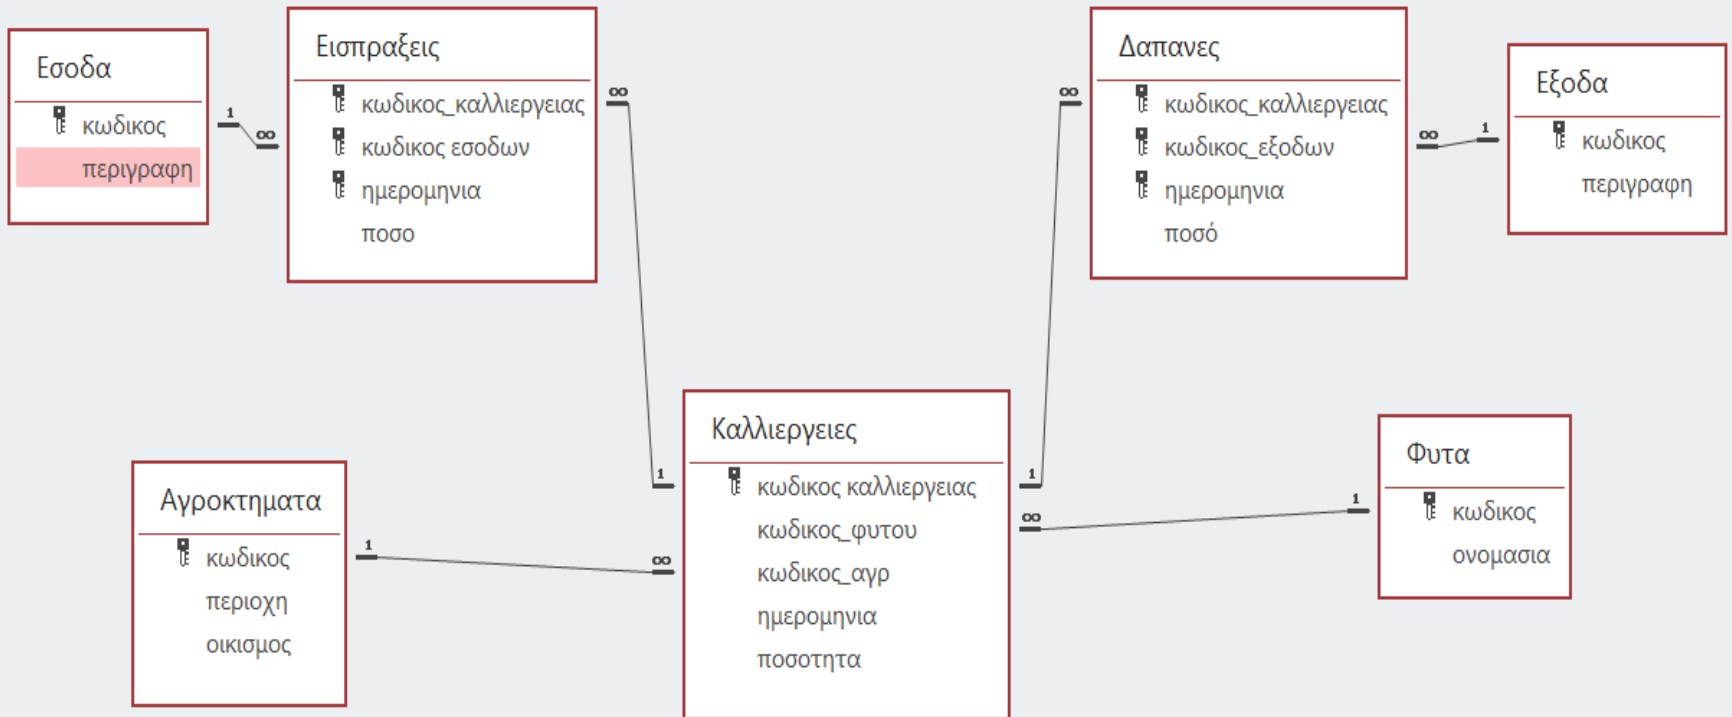 Εσοδα
κωδικος
περιγραφη
1
∞
Εισπραξεις
κωδικος_καλλιεργειας
κωδικος εσοδων
ημερομηνια
ποσο
∞
Δαπανες
κωδικος_καλλιεργειας
κωδικος_εξοδων
ημερομηνια
ποσό
∞
∞
1
Εξοδα
κωδικος
περιγραφη
Αγροκτηματα
κωδικος
περιοχη
οικισμος
1
∞
1
Καλλιεργειες
κωδικος καλλιεργειας
κωδικος_φυτου
κωδικος_αγρ
ημερομηνια
ποσοτητα
1
∞
1
Φυτα
κωδικος
ονομασια